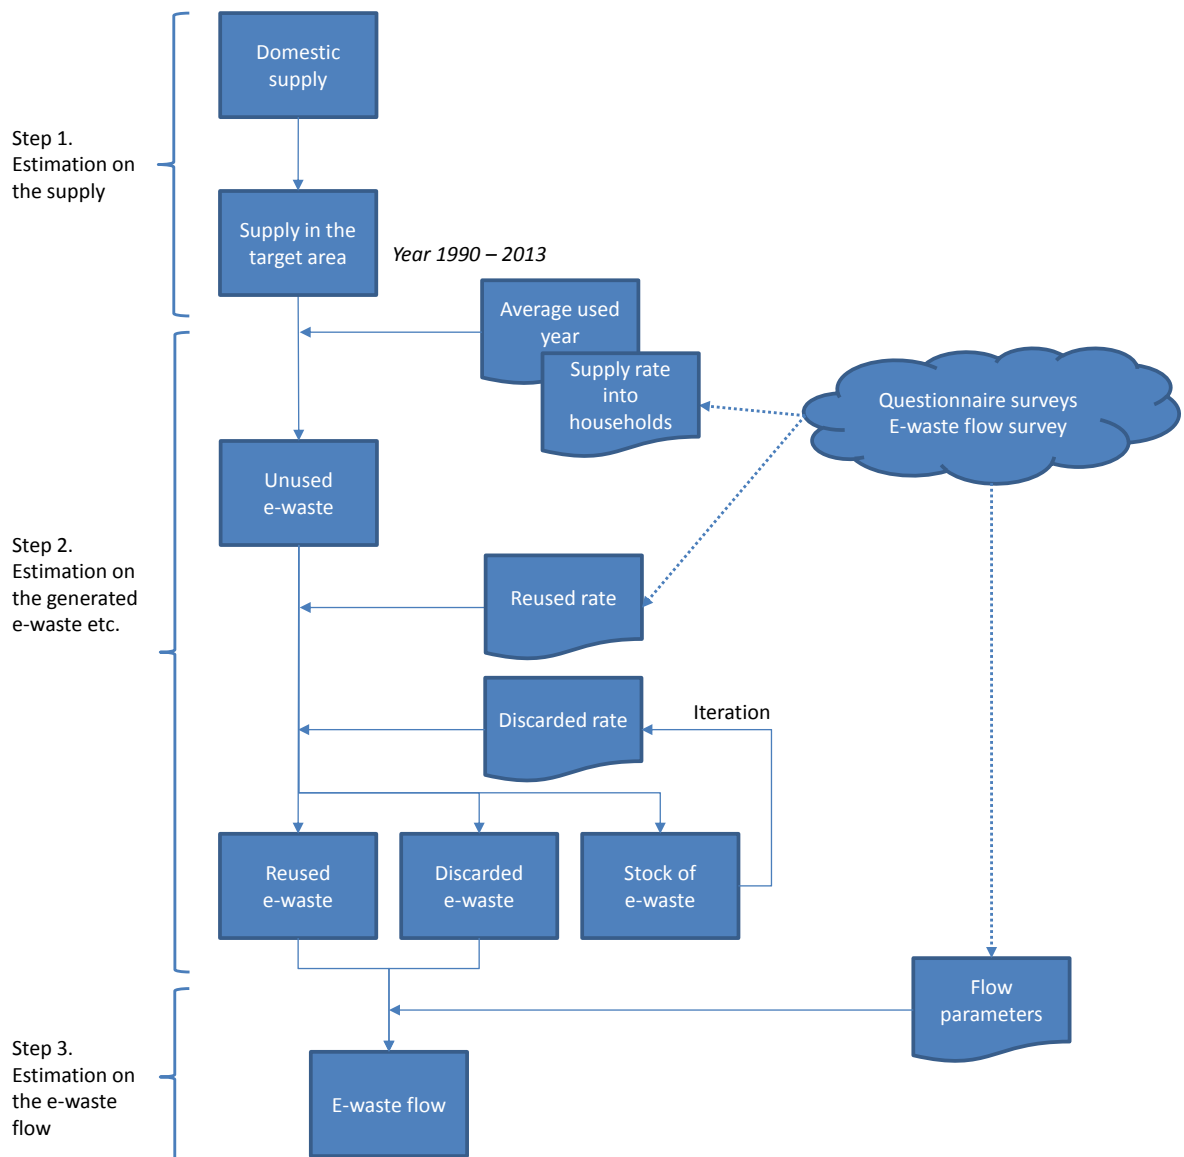 Domestic
supply
Step 1.
Estimation on
the supply
Supply in the
target area
Year 1990 – 2013
Average used
year
Supply rate
into
households
Questionnaire surveys
E-waste flow survey
Unused
e-waste
Step 2.
Estimation on
the generated
e-waste etc.
Reused rate
Discarded rate
Iteration
Reused
e-waste
Discarded
e-waste
Stock of
e-waste
Flow
parameters
Step 3.
Estimation on
the e-waste
flow
E-waste flow